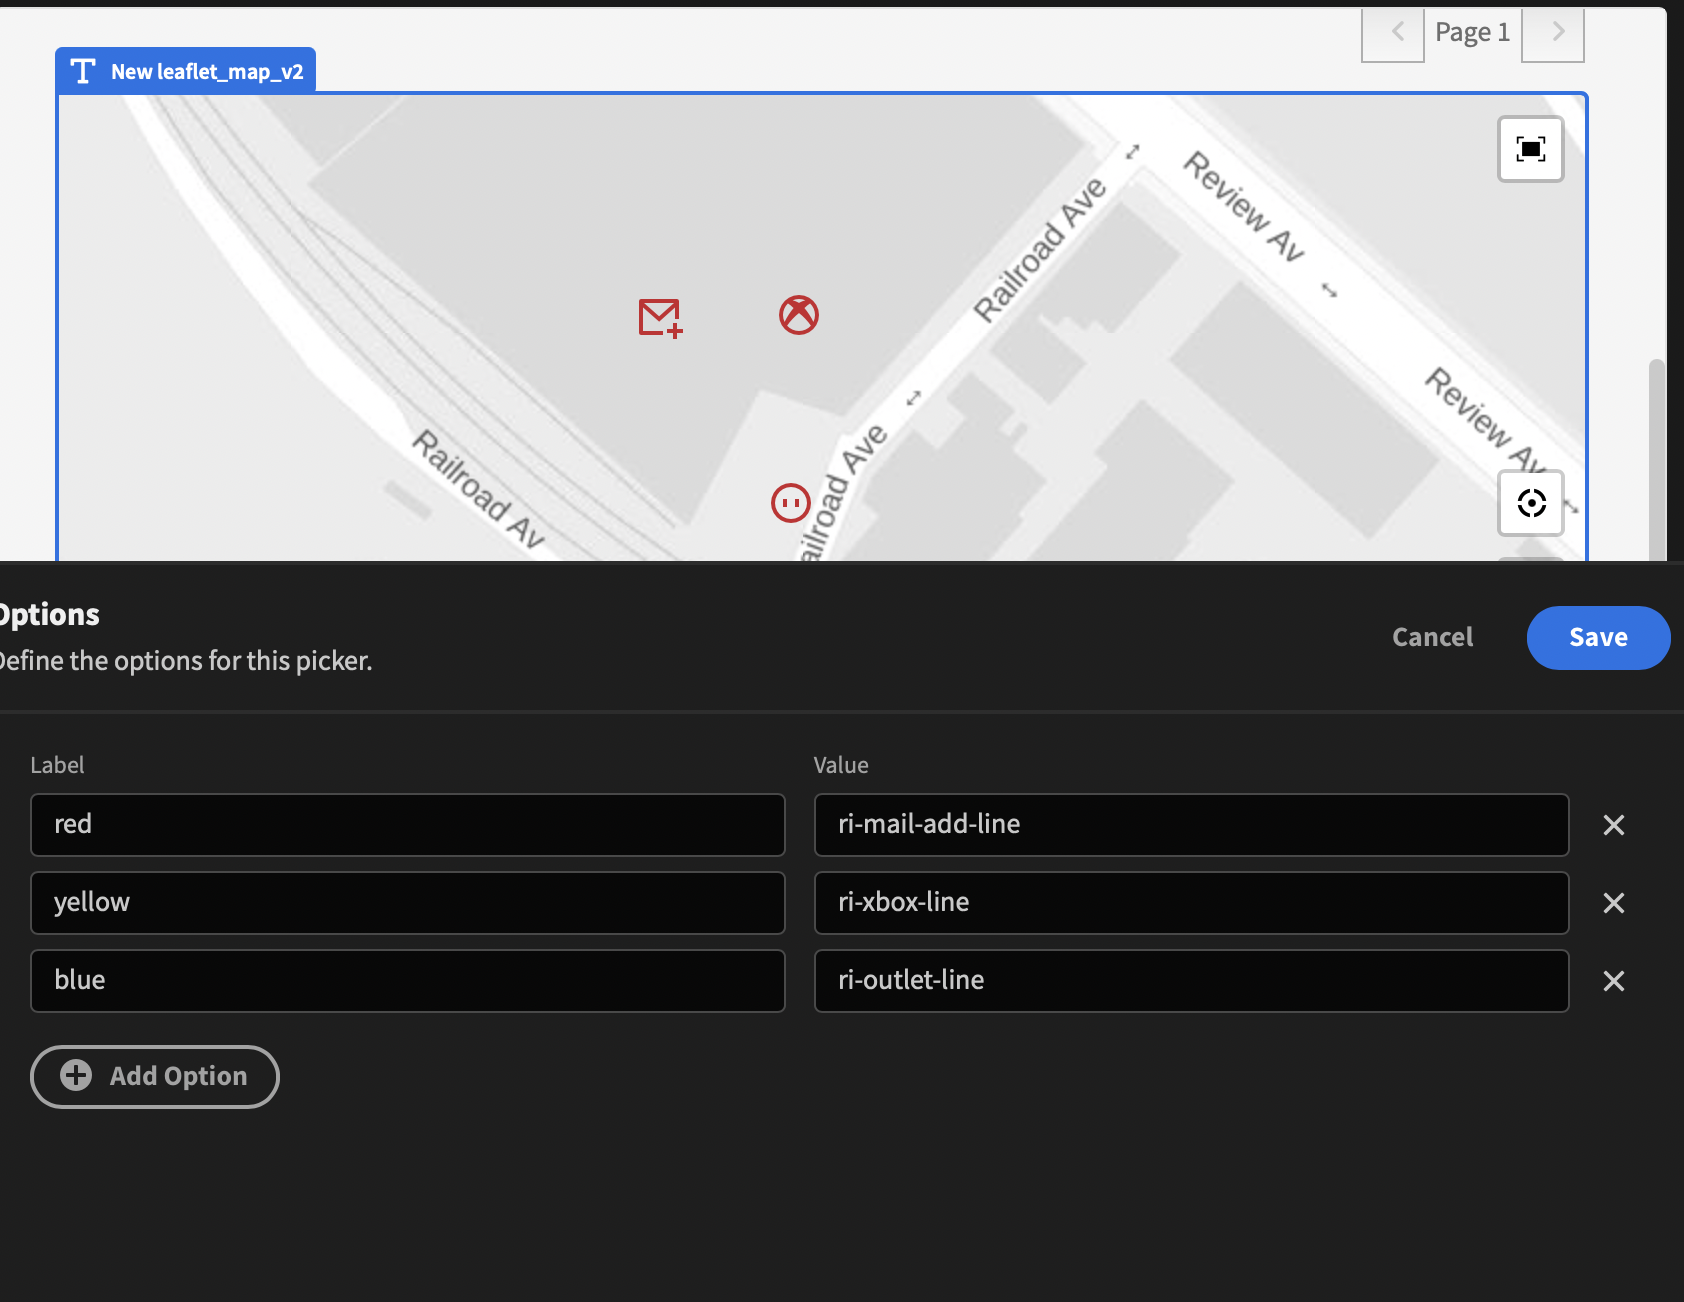 Page 1
New leaflet_map_v2
Review Av
Railroad Ave
Review Av
Railroad Av
ailroad Ave
Options
Define the options for this picker.
Cancel
Save
Label
Value
red
ri-mail-add-line
yellow
ri-xbox-line
blue
ri-outlet-line
Add Option